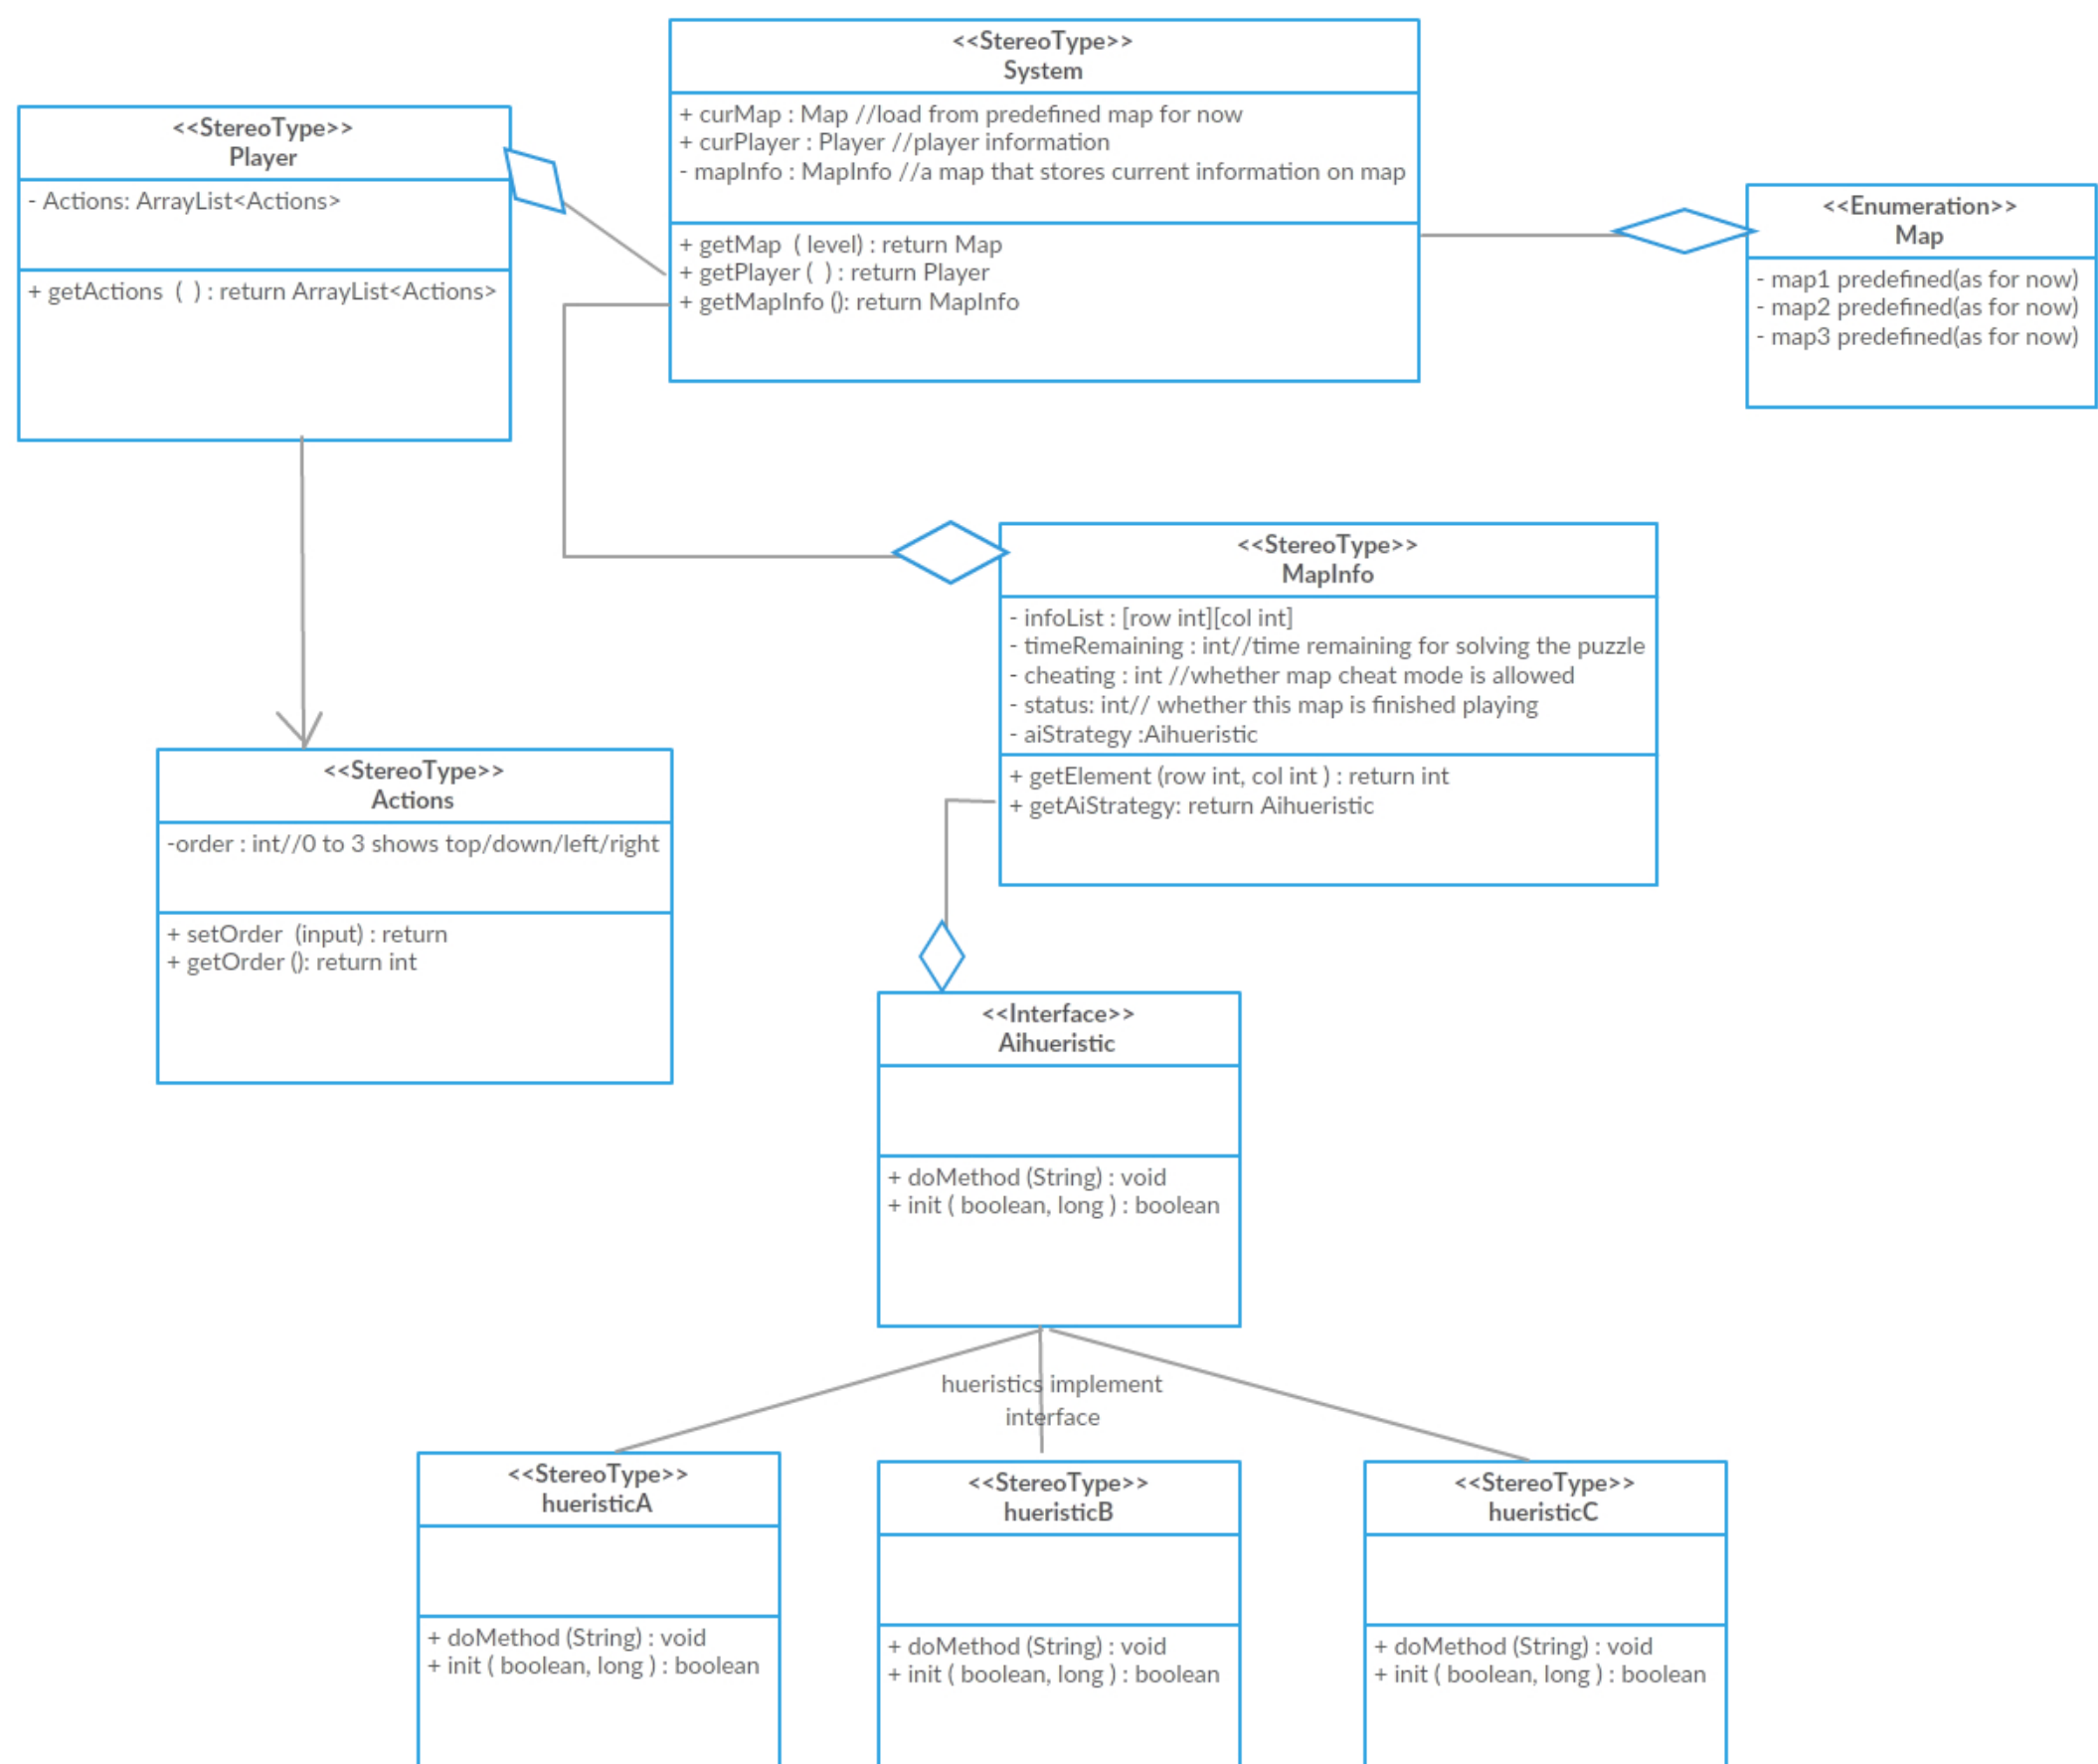 <<StereoType>>
System
+ curMap : Map //load from predefined map for now
+ curPlayer : Player //player information
- mapInfo : MapInfo //a map that stores current information on map
+ getMap  ( level) : return Map
+ getPlayer (  ) : return Player
+ getMapInfo (): return MapInfo
<<StereoType>>
Player
- Actions: ArrayList<Actions>
+ getActions  (  ) : return ArrayList<Actions>
<<Enumeration>>
Map
- map1 predefined(as for now)
- map2 predefined(as for now)
- map3 predefined(as for now)
<<StereoType>>
MapInfo
- infoList : [row int][col int]
- timeRemaining : int//time remaining for solving the puzzle
- cheating : int //whether map cheat mode is allowed
- status: int// whether this map is finished playing
- aiStrategy :Aihueristic
+ getElement (row int, col int ) : return int
+ getAiStrategy: return Aihueristic
<<StereoType>>
Actions
-order : int//0 to 3 shows top/down/left/right
+ setOrder  (input) : return
+ getOrder (): return int
<<Interface>>
Aihueristic
+ doMethod (String) : void
+ init ( boolean, long ) : boolean
hueristics implement
interface
<<StereoType>>
hueristicA
+ doMethod (String) : void
+ init ( boolean, long ) : boolean
<<StereoType>>
hueristicB
+ doMethod (String) : void
+ init ( boolean, long ) : boolean
<<StereoType>>
hueristicC
+ doMethod (String) : void
+ init ( boolean, long ) : boolean